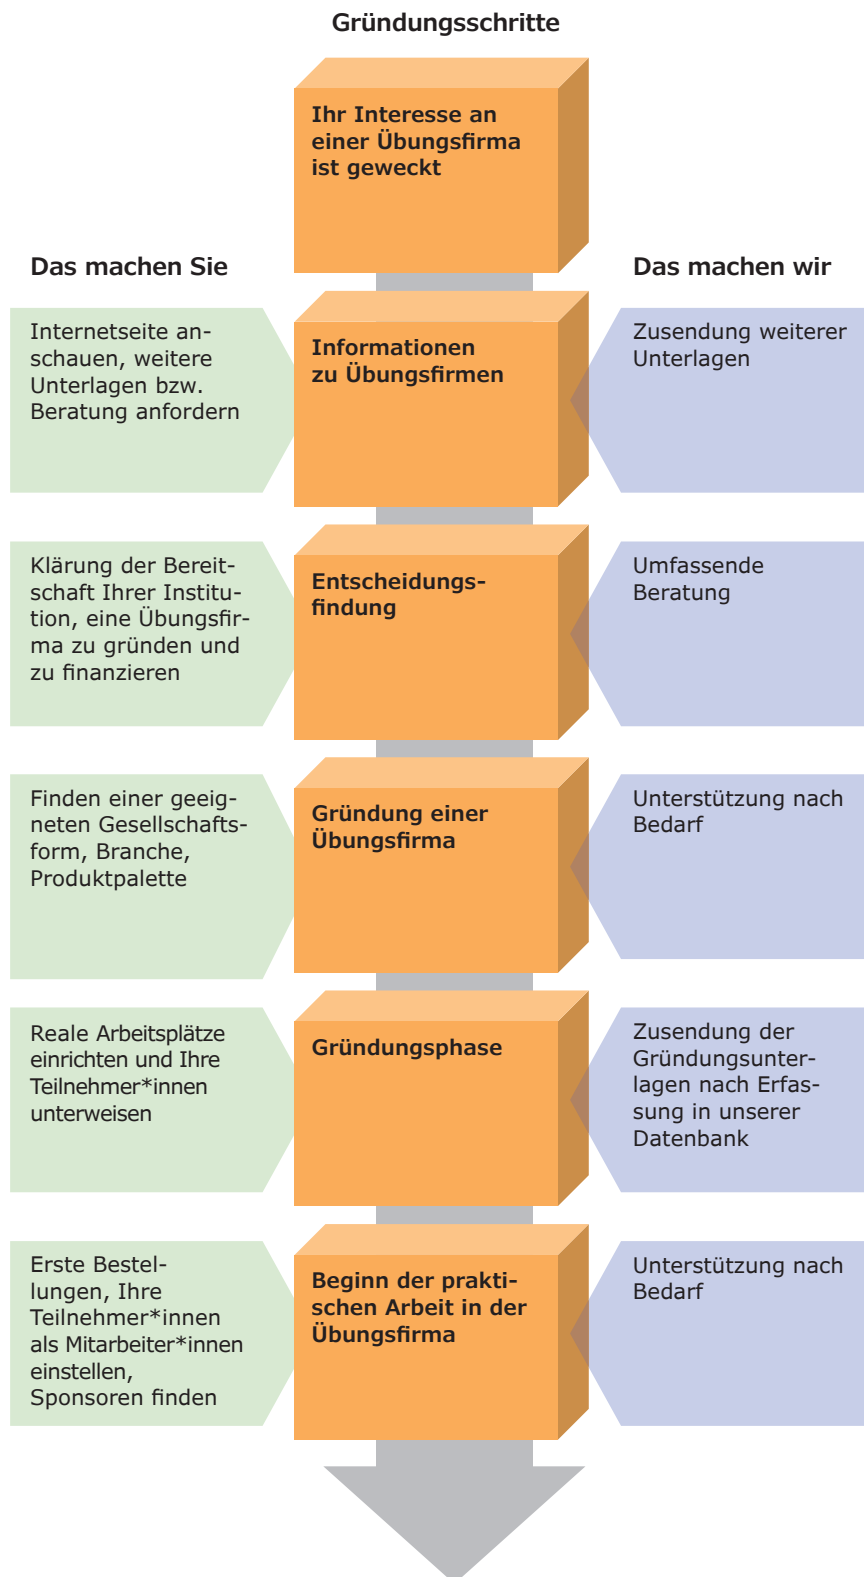 Gründungsschritte
Ihr Interesse an
einer Übungsfirma
ist geweckt
Das machen Sie
Das machen wir
Internetseite an-
schauen, weitere
Unterlagen bzw.
Beratung anfordern
Informationen
zu Übungsfirmen
Zusendung weiterer
Unterlagen
Klärung der Bereit-
schaft Ihrer Institu-
tion, eine Übungsfir-
ma zu gründen und
zu finanzieren
Entscheidungs-
findung
Umfassende
Beratung
Finden einer geeig-
neten Gesellschafts-
form, Branche,
Produktpalette
Gründung einer
Übungsfirma
Unterstützung nach
Bedarf
Reale Arbeitsplätze
einrichten und Ihre
Teilnehmer*innen
unterweisen
Gründungsphase
Zusendung der
Gründungsunter-
lagen nach Erfas-
sung in unserer
Datenbank
Erste Bestel-
lungen, Ihre
Teilnehmer*innen
als Mitarbeiter*innen
einstellen,
Sponsoren finden
Beginn der prakti-
schen Arbeit in der
Übungsfirma
Unterstützung nach
Bedarf